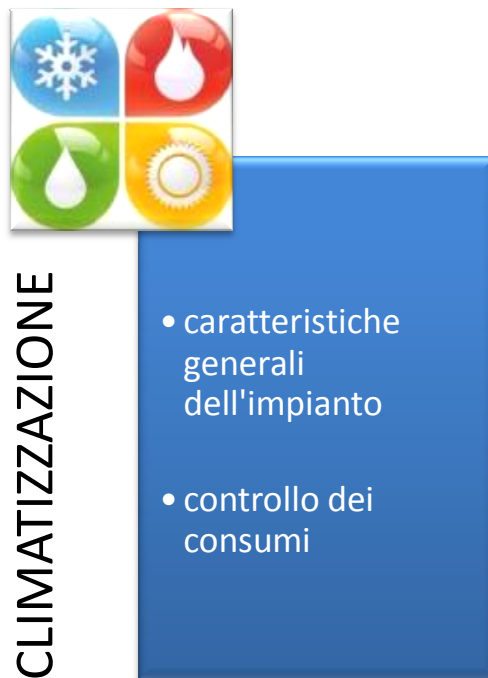 CLIMATIZZAZIONE
• caratteristiche
generali
dell'impianto
• controllo dei
consumi